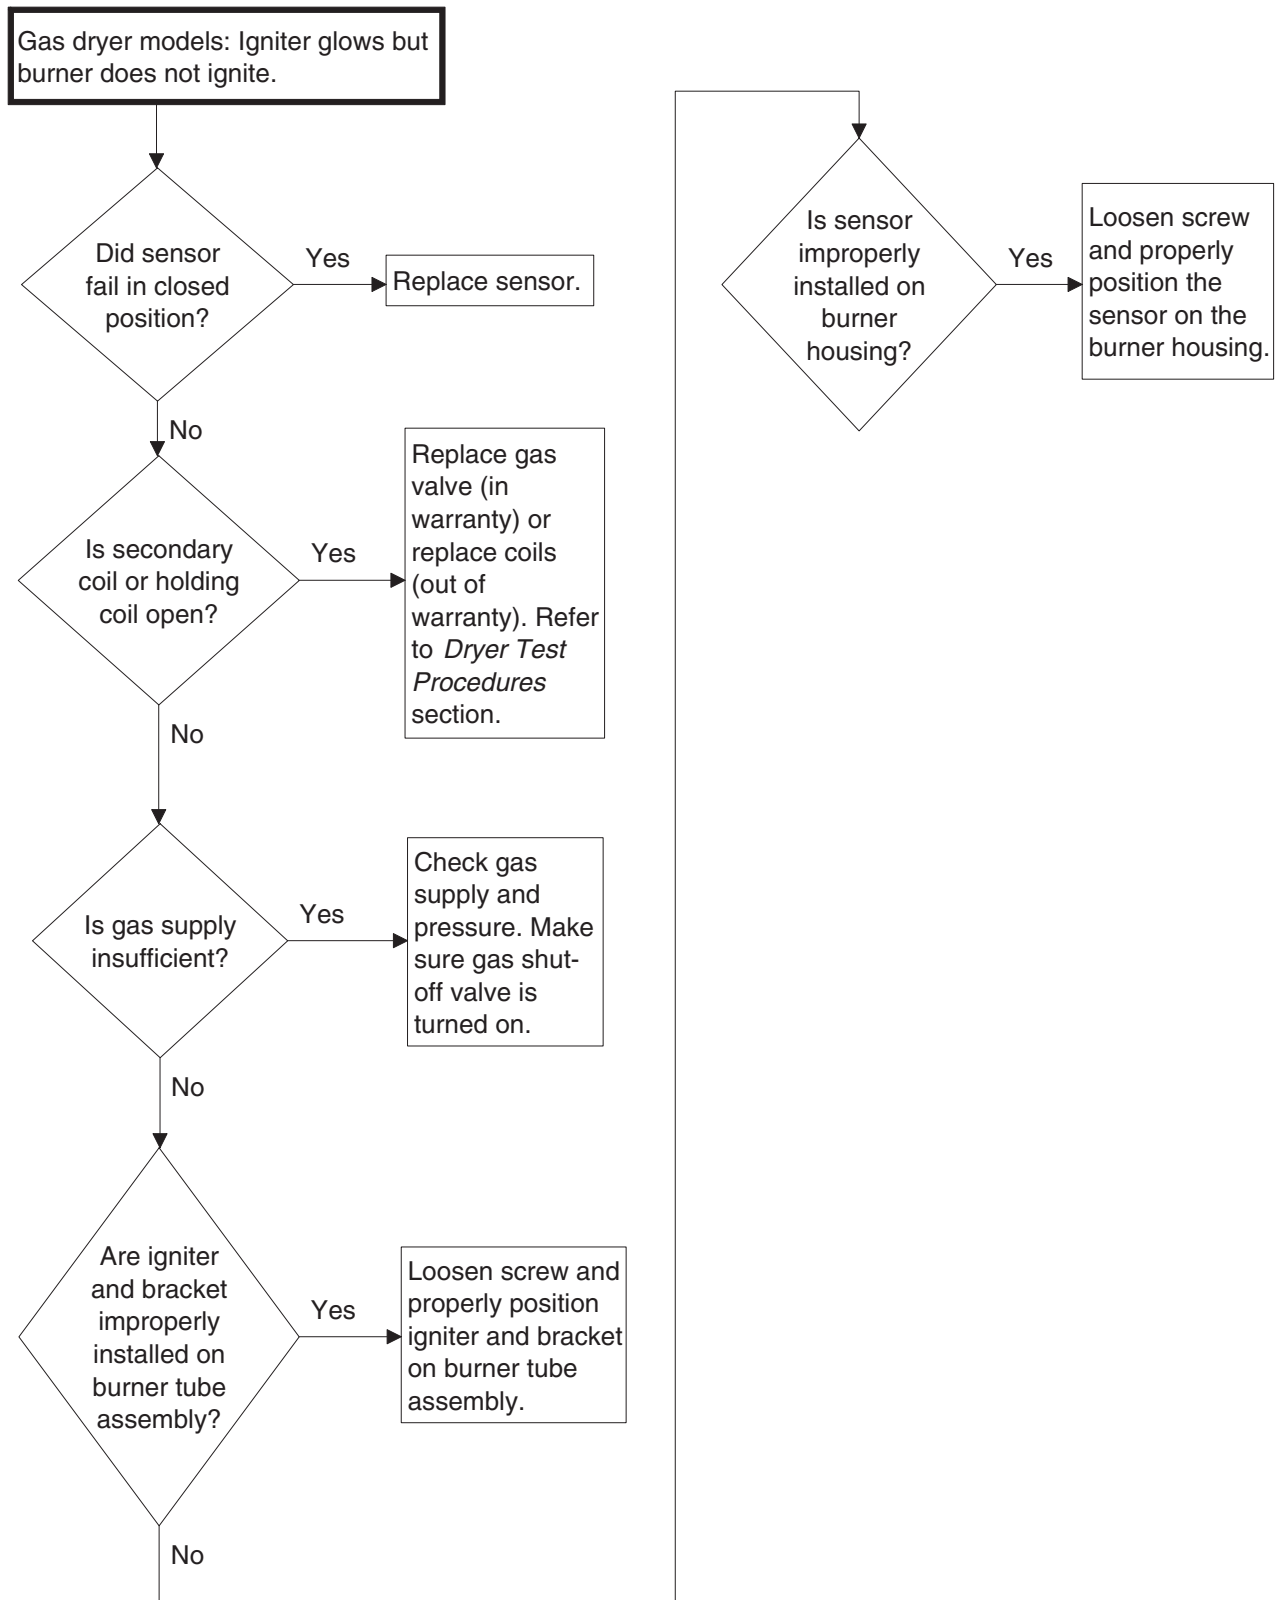 Gas dryer models: Igniter glows but
burner does not ignite.
Did sensor
fail in closed
position?
Yes
Replace sensor.
No
Is secondary
coil or holding
coil open?
Yes
Replace gas
valve (in
warranty) or
replace coils
(out of
warranty). Refer
to Dryer Test
Procedures
section.
No
Is gas supply
insufficient?
Yes
Check gas
supply and
pressure. Make
sure gas shut-
off valve is
turned on.
No
Are igniter
and bracket
improperly
installed on
burner tube
assembly?
Yes
Loosen screw and
properly position
igniter and bracket
on burner tube
assembly.
No
Is sensor
improperly
installed on
burner
housing?
Yes
Loosen screw
and properly
position the
sensor on the
burner housing.